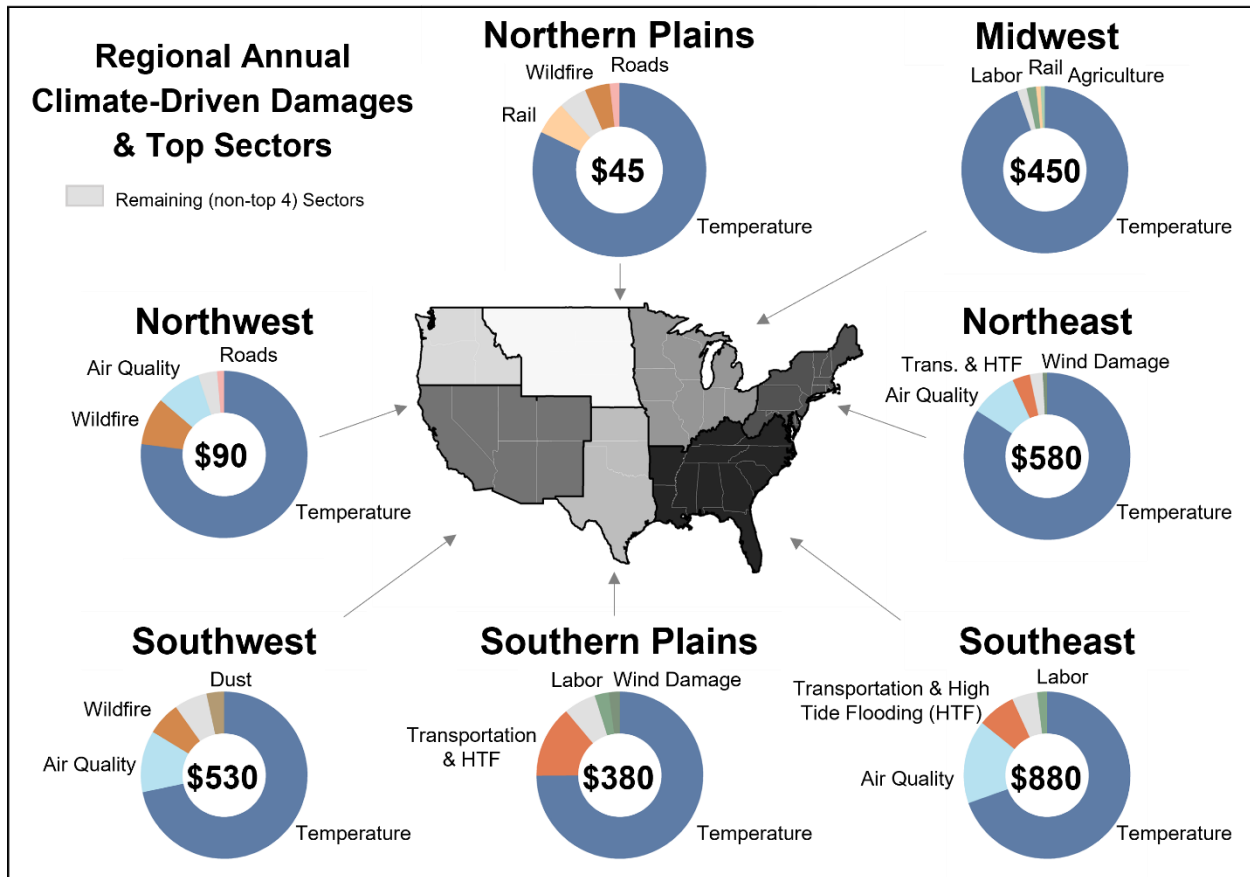 Regional Annual
Climate-Driven Damages
& Top Sectors
Remaining (non-top 4) Sectors
Northern Plains
Wildfire
Roads
Rail
$45
Temperature
Midwest
Labor
Rail
Agriculture
$450
Temperature
Northwest
Air Quality
Roads
Wildfire
$90
Temperature
Northeast
Trans. & HTF
Wind Damage
Air Quality
$580
Temperature
Southwest
Dust
Wildfire
Air Quality
$530
Temperature
Southern Plains
Labor
Wind Damage
Transportation
& HTF
$380
Temperature
Southeast
Labor
Transportation & High
Tide Flooding (HTF)
Air Quality
$880
Temperature